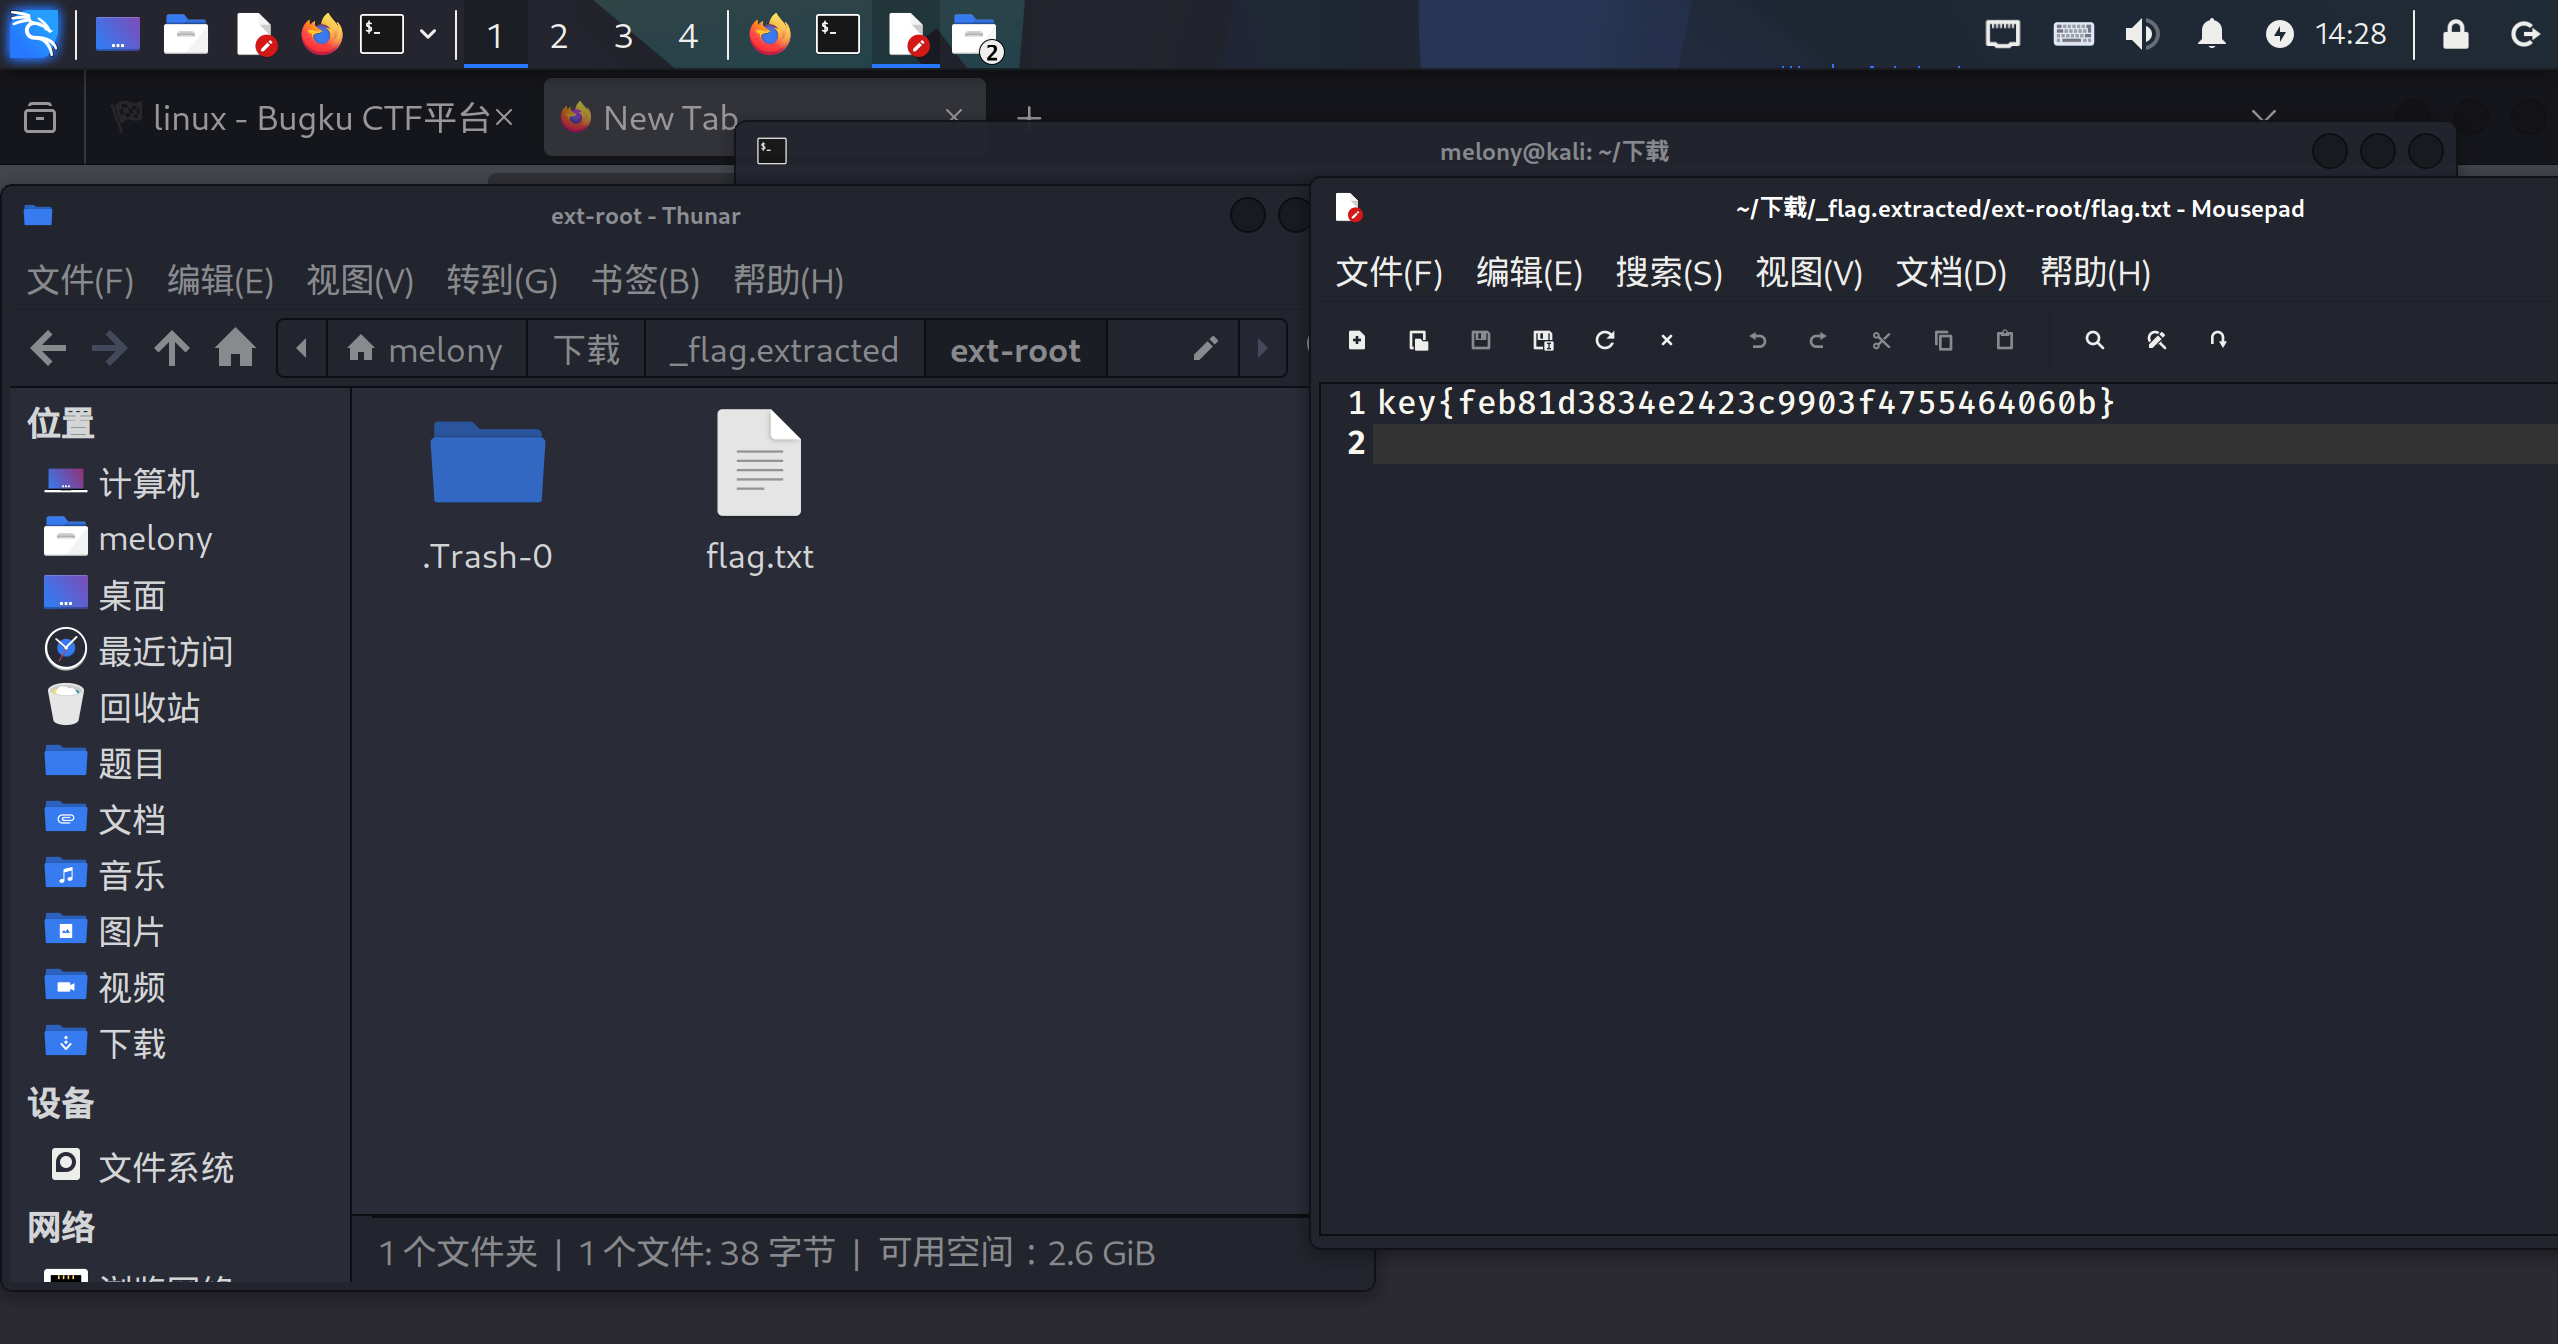 1 2 3 4
2
14:28
linux - Bugku CTF平台
New Tab
melony@kali: ~/下载
ext-root - Thunar
文件(F) 编辑(E) 视图(V) 转到(G) 书签(B) 帮助(H)
melony 下载 _flag.extracted ext-root
位置
计算机
melony
桌面
最近访问
回收站
题目
文档
音乐
图片
视频
下载
设备
文件系统
网络
.Trash-0
flag.txt
1 个文件夹 | 1 个文件: 38 字节 | 可用空间：2.6 GiB
~/下载/_flag.extracted/ext-root/flag.txt - Mousepad
文件(F) 编辑(E) 搜索(S) 视图(V) 文档(D) 帮助(H)
1 key{feb81d3834e2423c9903f4755464060b}
2